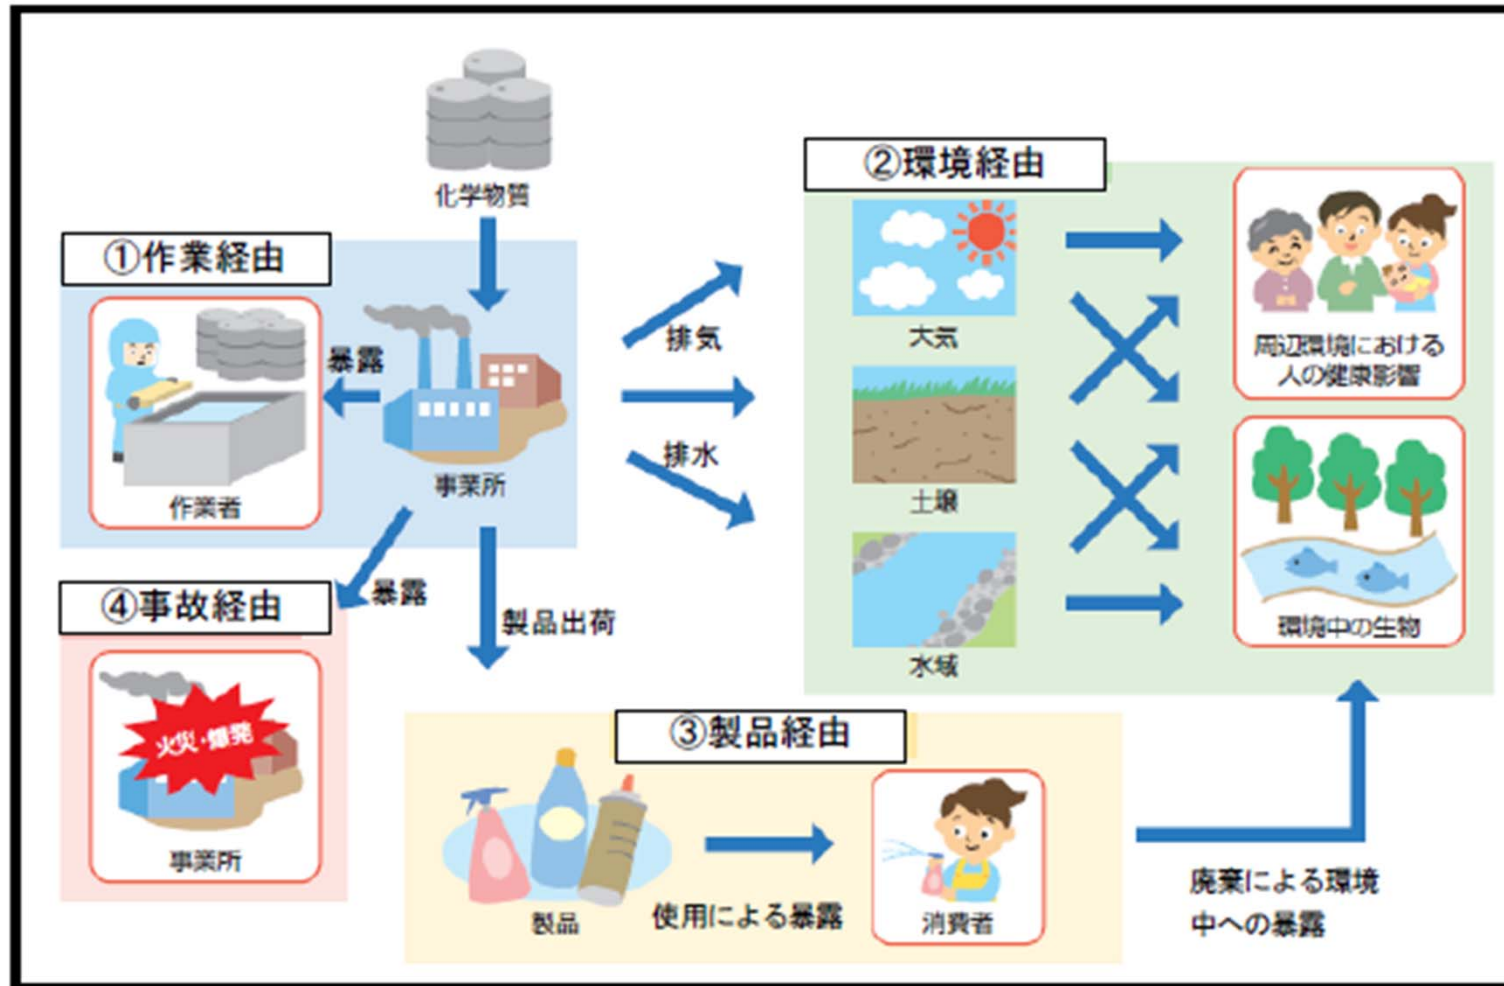 化学物質
①作業経由
暴露
作業者
事業所
排気
排水
②環境経由
大気
土壌
水域
周辺環境における
人の健康影響
環境中の生物
④事故経由
暴露
火災・爆発
事業所
製品出荷
③製品経由
製品
使用による暴露
消費者
廃棄による環境
中への暴露